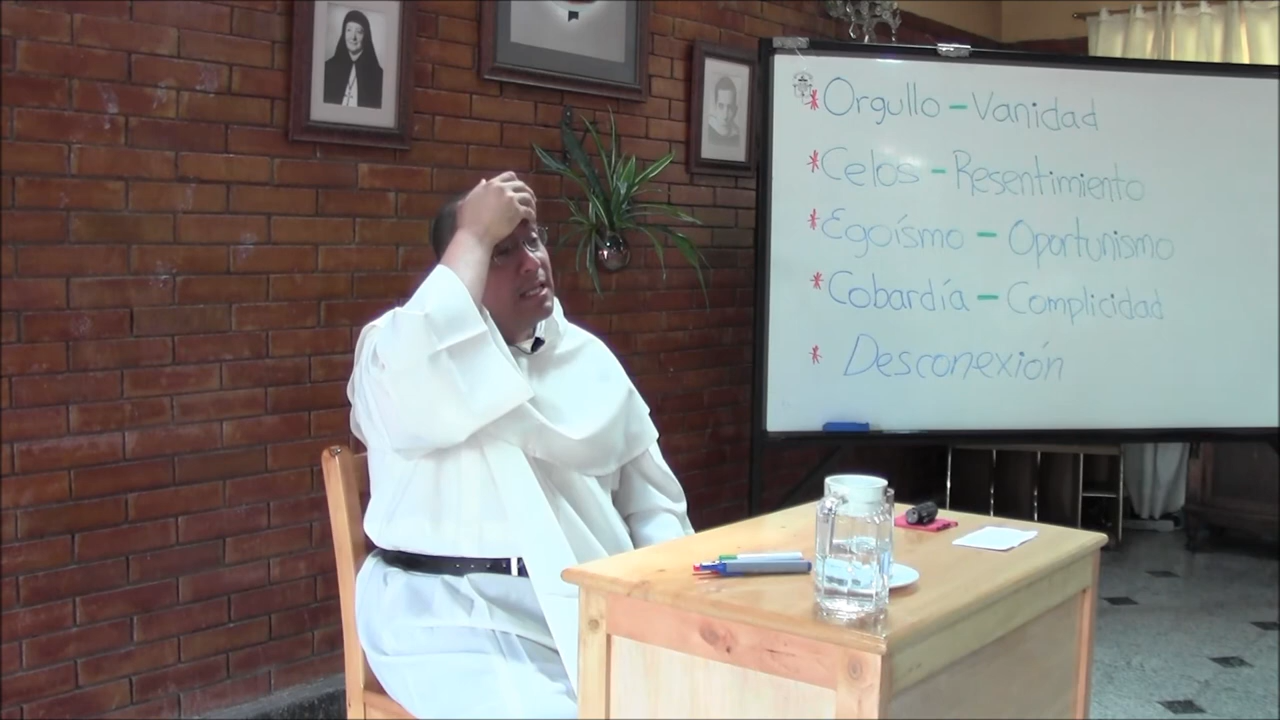 * Orgullo - Vanidad
* Celos - Resentimiento
* Egoísmo - Oportunismo
* Cobardía - Complicidad
* Desconexión